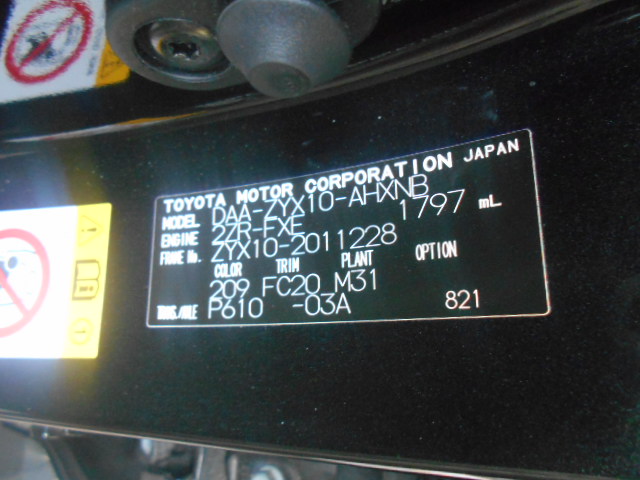 TOYOTA MOTOR CORPORATION JAPAN
MODEL DAA-ZYX10-AHXNB
ENGINE 2ZR-FXE 1797 mL
FRAME No. ZYX10-2011228
COLOR TRIM PLANT OPTION
209 FC20 M31
TRANS./AXLE P610 -03A 821